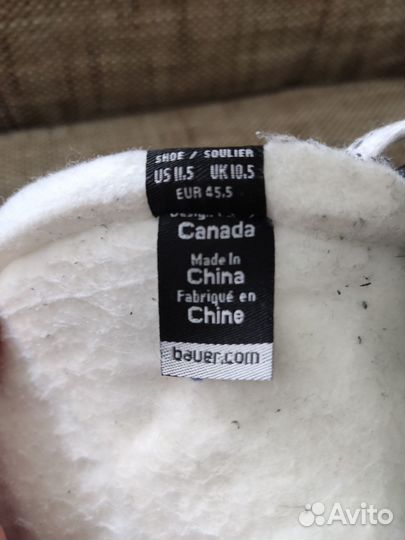 SHOE / SOULIER
US 11.5 UK 10.5
EUR 45.5
Canada
Made In
China
Fabriqué en
Chine
bauer.com
Avito